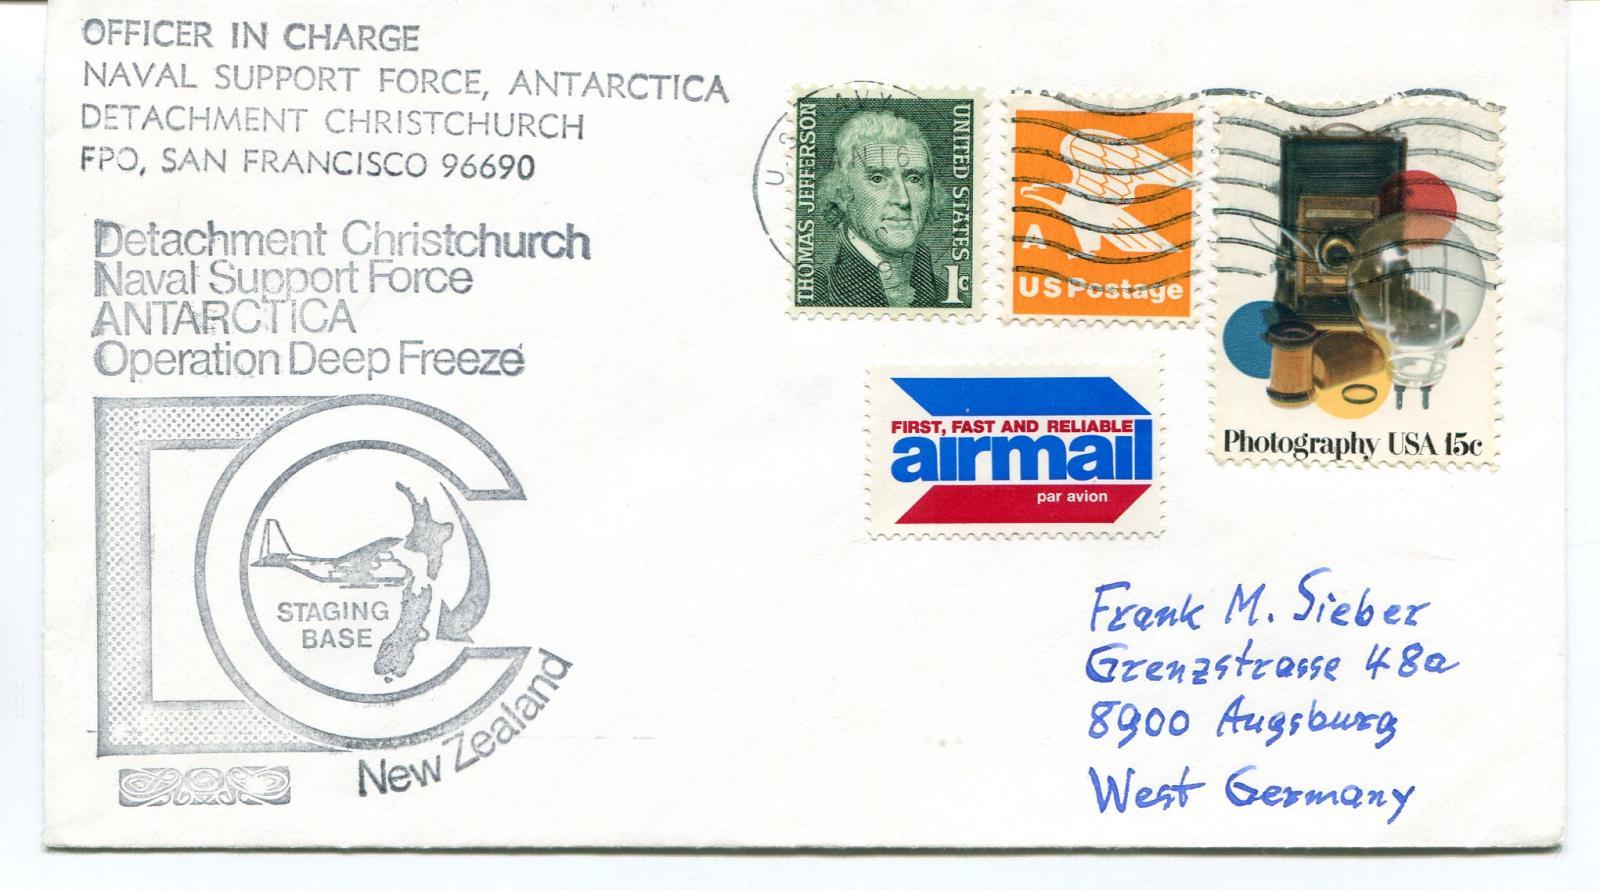 OFFICER IN CHARGE
NAVAL SUPPORT FORCE, ANTARCTICA
DETACHMENT CHRISTCHURCH
FPO, SAN FRANCISCO 96690
Detachment Christchurch
Naval Support Force
ANTARCTICA
Operation Deep Freeze
STAGING
BASE
New Zealand
U.S. NAVY
THOMAS JEFFERSON
UNITED STATES
1c
A
US Postage
Photography USA 15c
FIRST, FAST AND RELIABLE
airmail
par avion
Frank M. Sieber
Grenzstrasse 48a
8900 Augsburg
West Germany